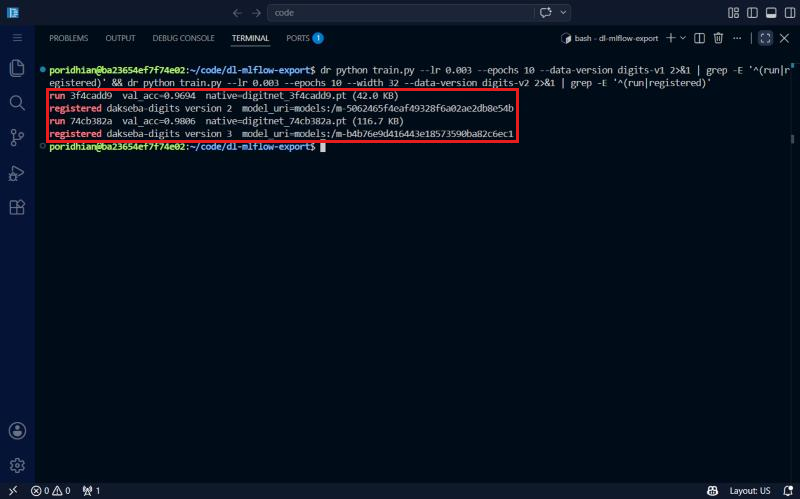 code
PROBLEMS OUTPUT DEBUG CONSOLE TERMINAL PORTS 1
bash - dl-mlflow-export
poridhian@ba23654ef7f74e02:~/code/dl-mlflow-export$ dr python train.py --lr 0.003 --epochs 10 --data-version digits-v1 2>&1 | grep -E '^(run|r
egistered)' && dr python train.py --lr 0.003 --epochs 10 --width 32 --data-version digits-v2 2>&1 | grep -E '^(run|registered)'
run 3f4cadd9 val_acc=0.9694 native=digitnet_3f4cadd9.pt (42.0 KB)
registered dakseba-digits version 2 model_uri=models:/m-5062465f4eaf49328f6a02ae2db8e54b
run 74cb382a val_acc=0.9806 native=digitnet_74cb382a.pt (116.7 KB)
registered dakseba-digits version 3 model_uri=models:/m-b4b76e9d416443e18573590ba82c6ec1
poridhian@ba23654ef7f74e02:~/code/dl-mlflow-export$
0 0 1
Layout: US